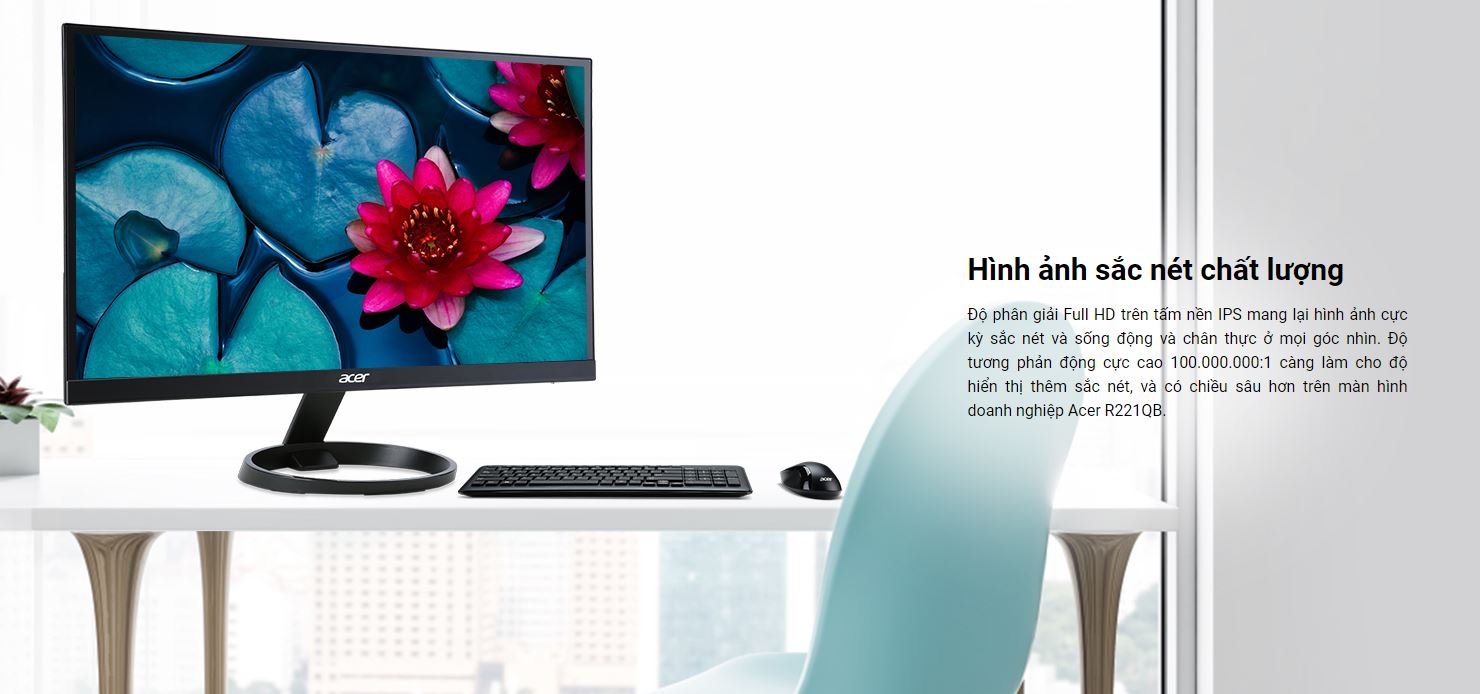 acer
acer
Hình ảnh sắc nét chất lượng
Độ phân giải Full HD trên tấm nền IPS mang lại hình ảnh cực
kỳ sắc nét và sống động và chân thực ở mọi góc nhìn. Độ
tương phản động cực cao 100.000.000:1 càng làm cho độ
hiển thị thêm sắc nét, và có chiều sâu hơn trên màn hình
doanh nghiệp Acer R221QB.